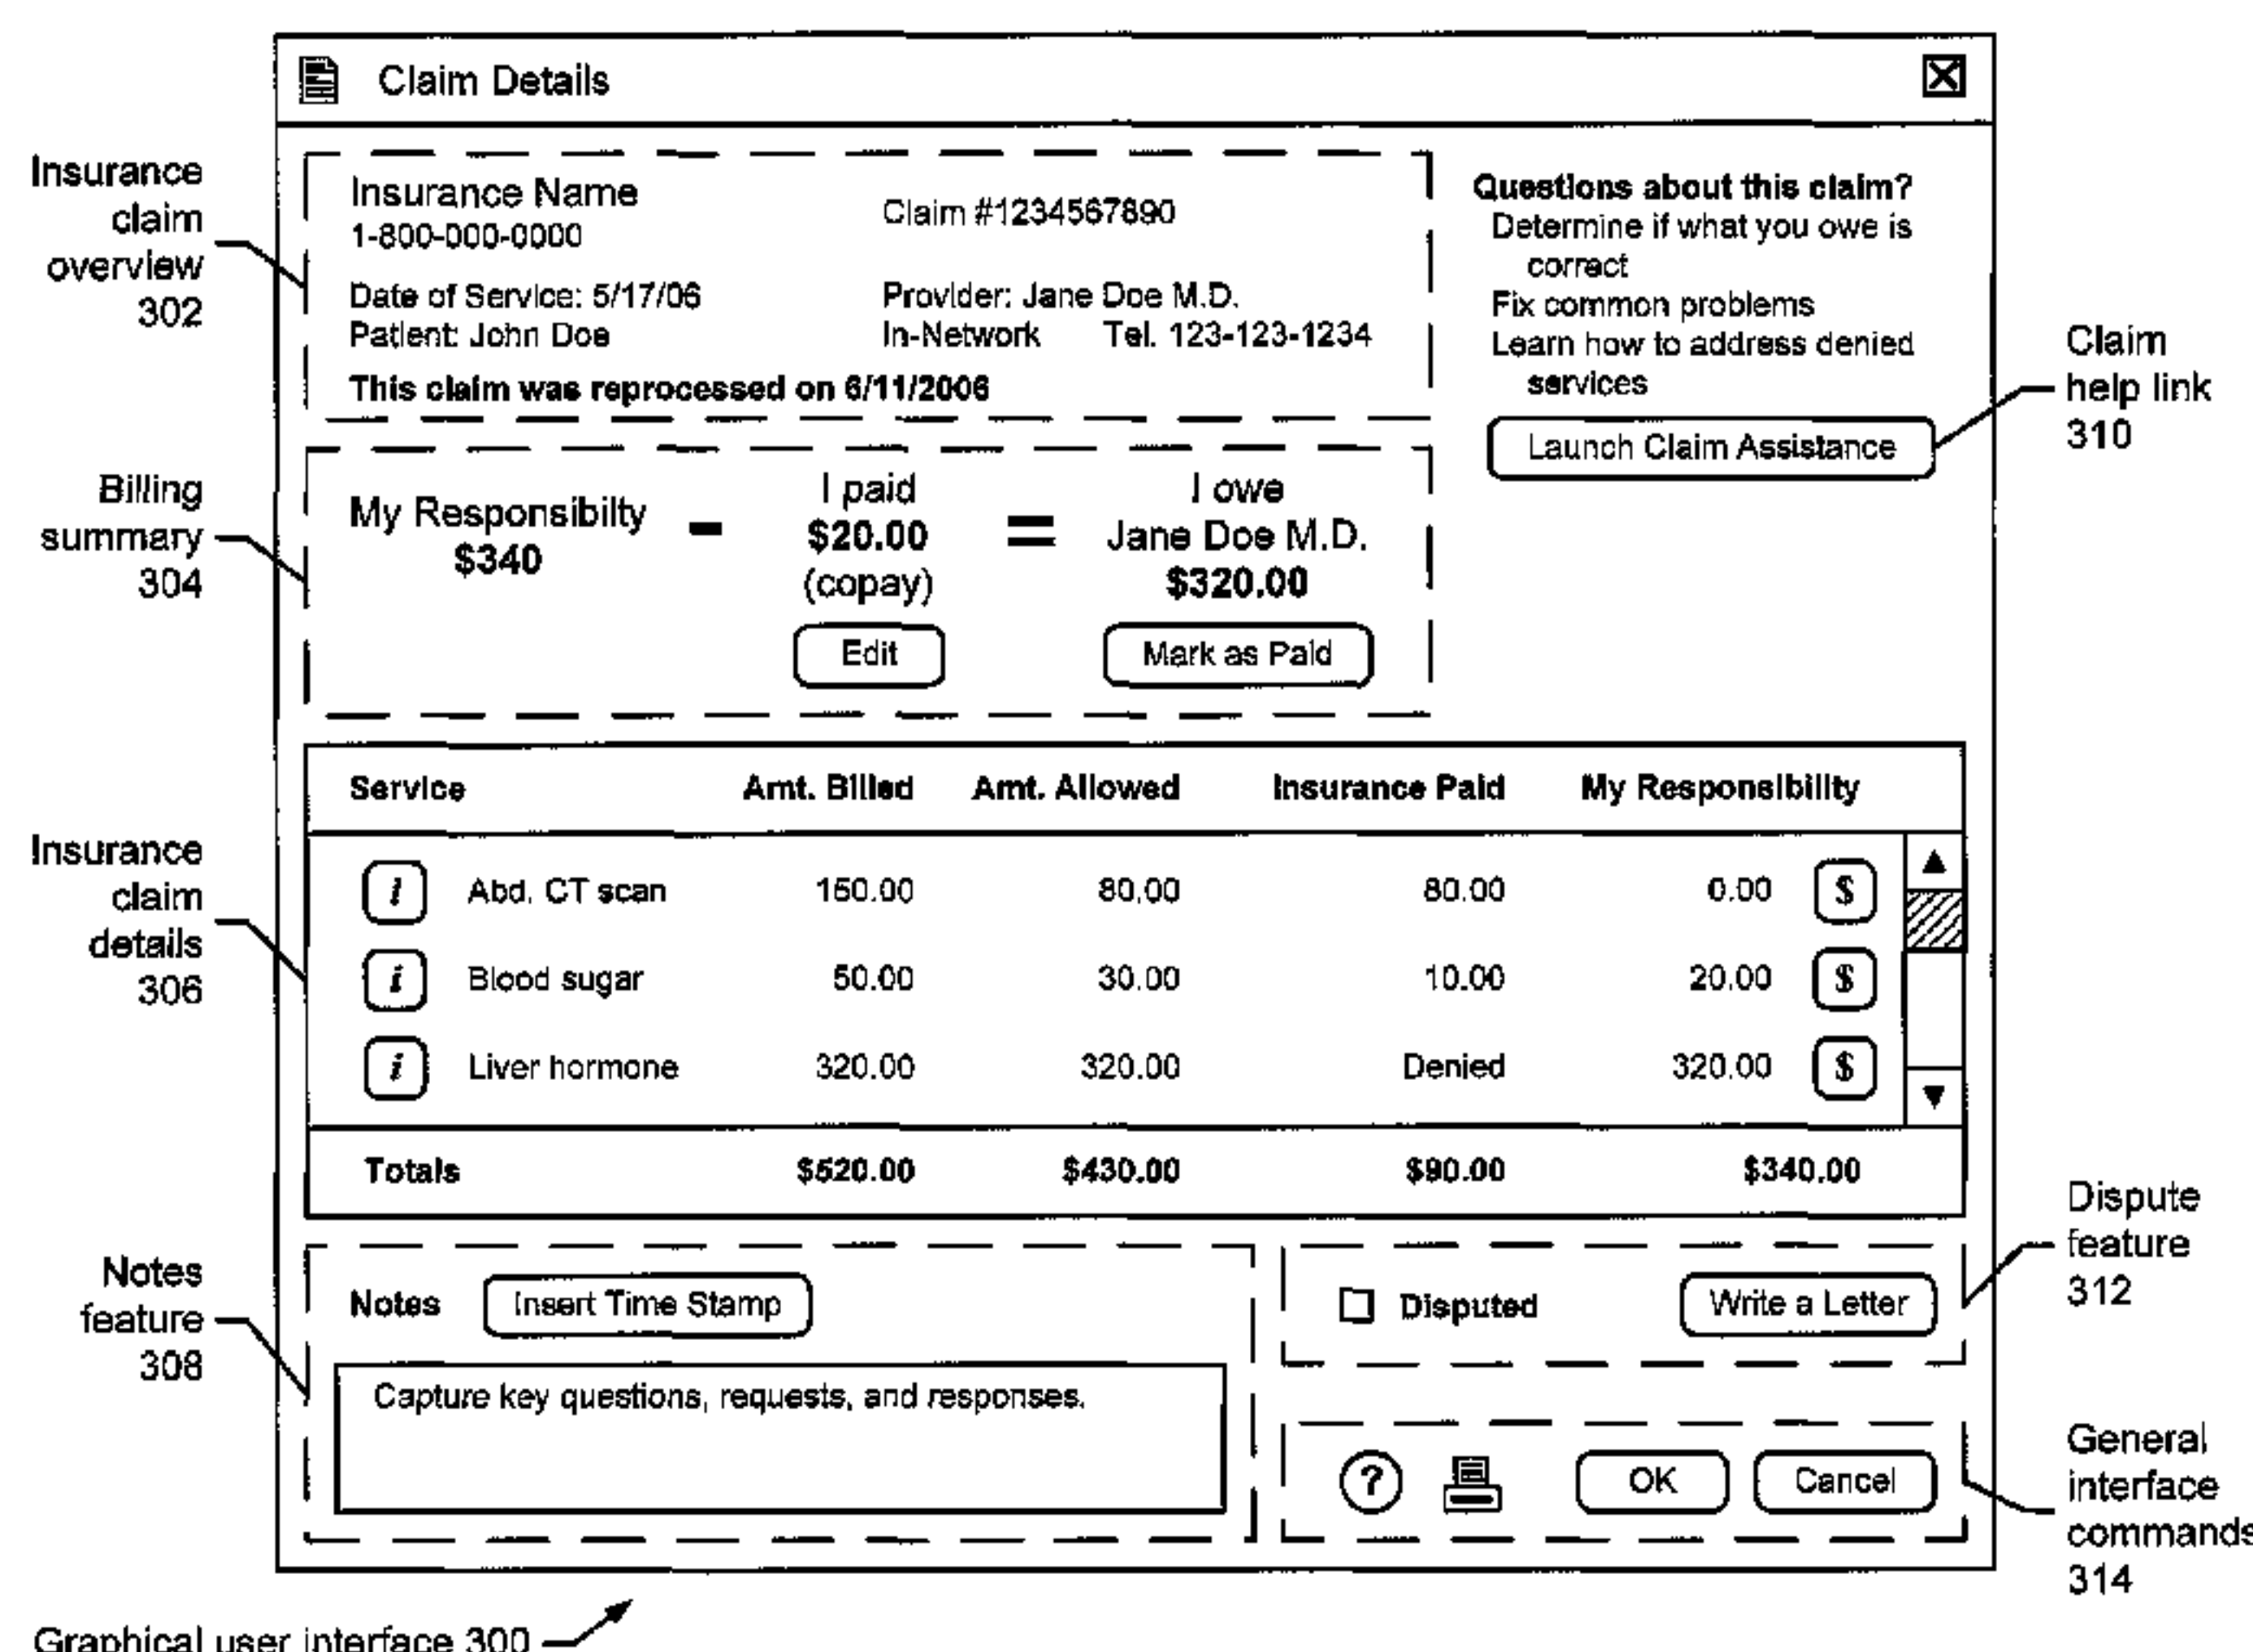 Claim Details
Insurance
claim
overview
302
Insurance Name
1-800-000-0000
Claim #1234567890
Date of Service: 5/17/06
Patient: John Doe
Provider: Jane Doe M.D.
In-Network Tel. 123-123-1234
This claim was reprocessed on 6/11/2006
Questions about this claim?
Determine if what you owe is
correct
Fix common problems
Learn how to address denied
services
Launch Claim Assistance
Claim
help link
310
Billing
summary
304
My Responsibilty
$340
-
I paid
$20.00
(copay)
Edit
=
I owe
Jane Doe M.D.
$320.00
Mark as Paid
Insurance
claim
details
306
Service Amt. Billed Amt. Allowed Insurance Paid My Responsibility
i Abd. CT scan 150.00 80.00 80.00 0.00 $
i Blood sugar 50.00 30.00 10.00 20.00 $
i Liver hormone 320.00 320.00 Denied 320.00 $
Totals $520.00 $430.00 $90.00 $340.00
Notes
feature
308
Notes Insert Time Stamp
Capture key questions, requests, and responses.
Disputed Write a Letter
Dispute
feature
312
? OK Cancel
General
interface
commands
314
Graphical user interface 300